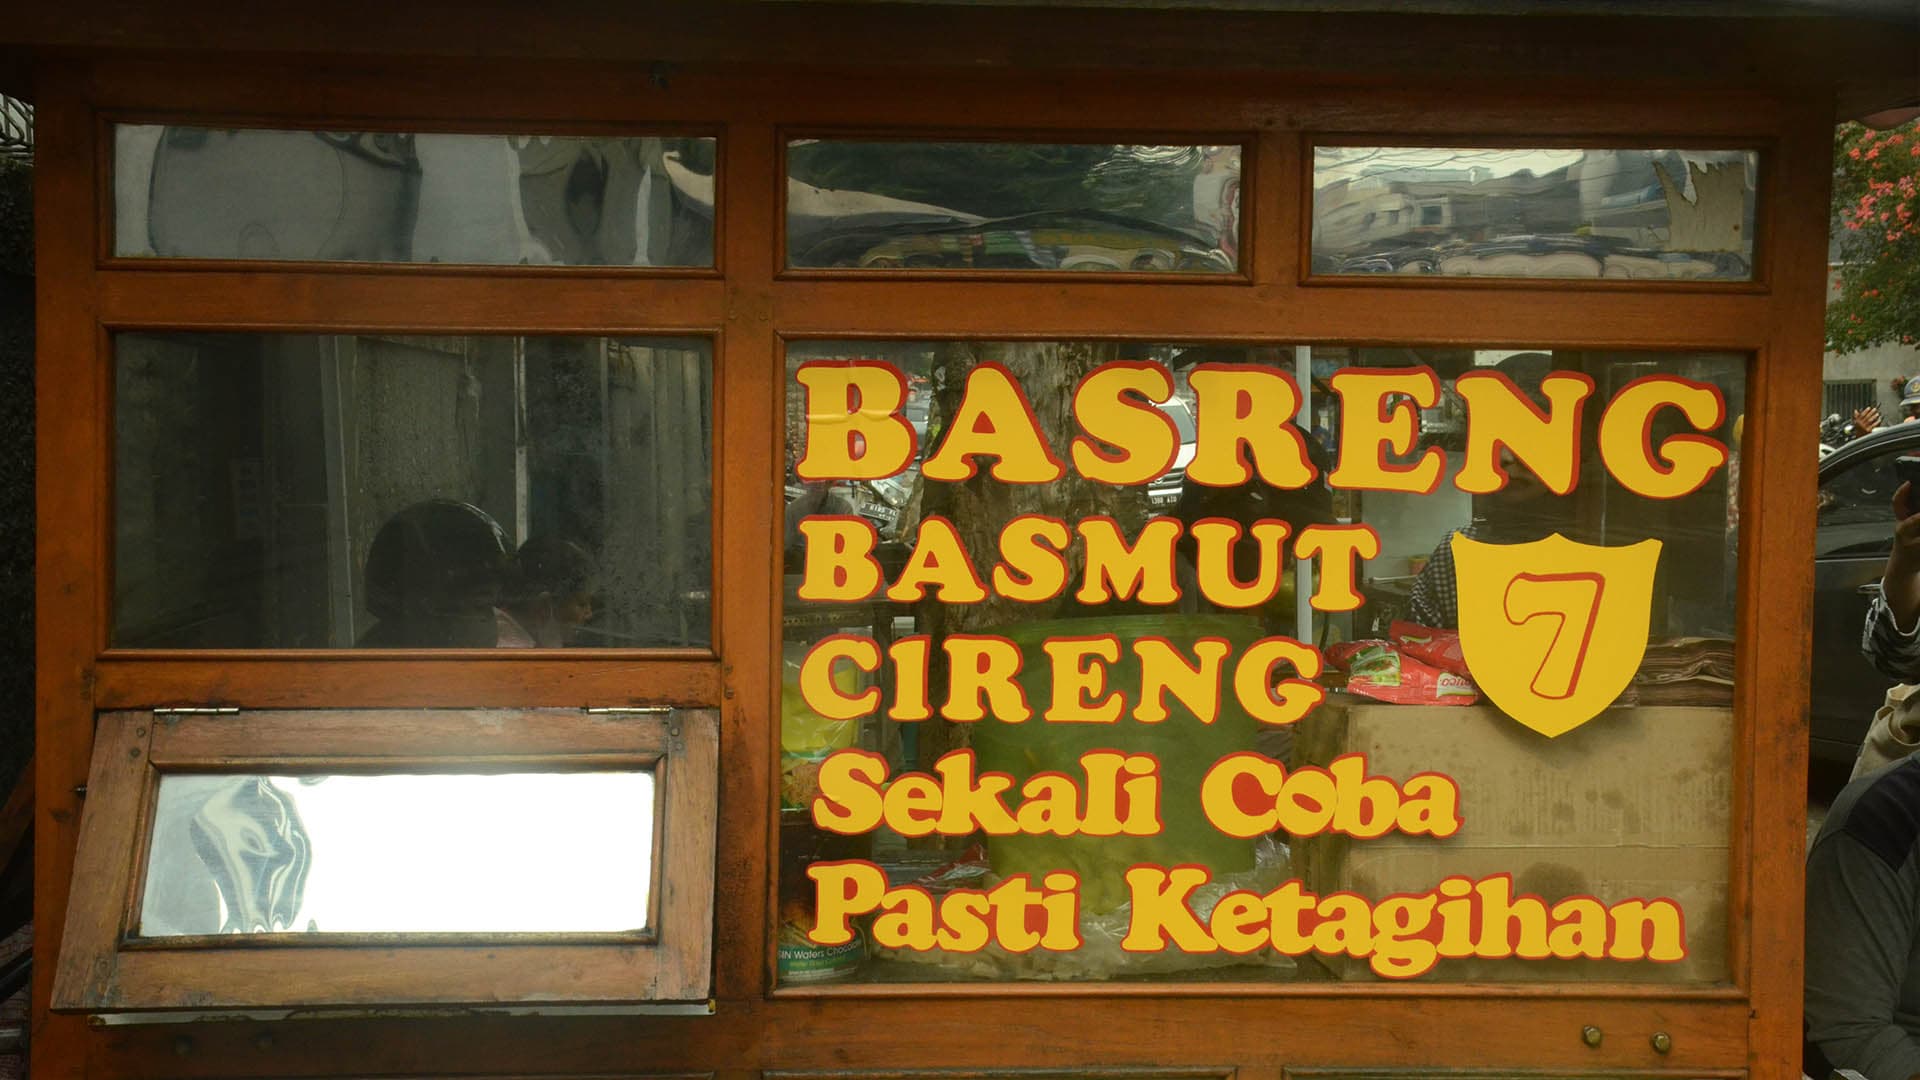 BASRENG
BASMUT
CIRENG
7
Sekali Coba
Pasti Ketagihan